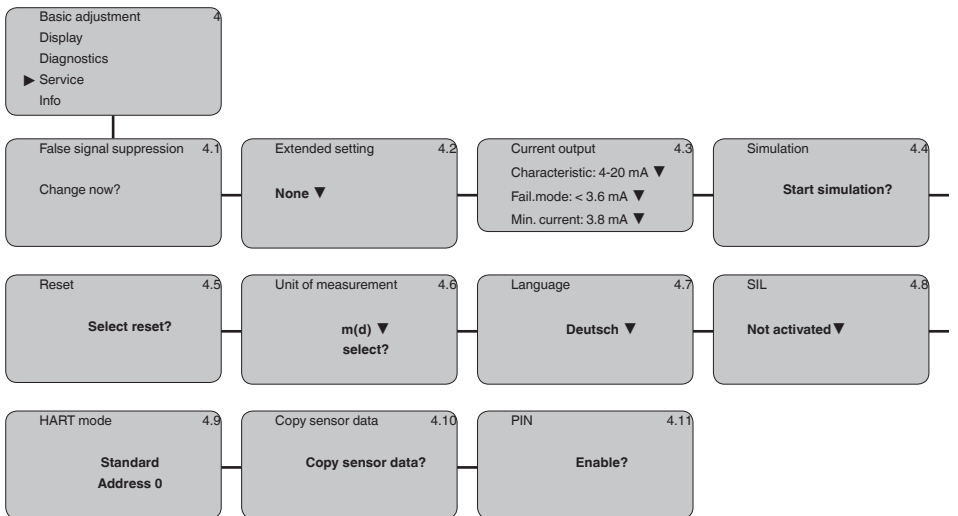 Basic adjustment 4
Display
Diagnostics
▶ Service
Info
False signal suppression 4.1
Change now?
Extended setting 4.2
None ▼
Current output 4.3
Characteristic: 4-20 mA ▼
Fail.mode: < 3.6 mA ▼
Min. current: 3.8 mA ▼
Simulation 4.4
Start simulation?
Reset 4.5
Select reset?
Unit of measurement 4.6
m(d) ▼
select?
Language 4.7
Deutsch ▼
SIL 4.8
Not activated ▼
HART mode 4.9
Standard
Address 0
Copy sensor data 4.10
Copy sensor data?
PIN 4.11
Enable?